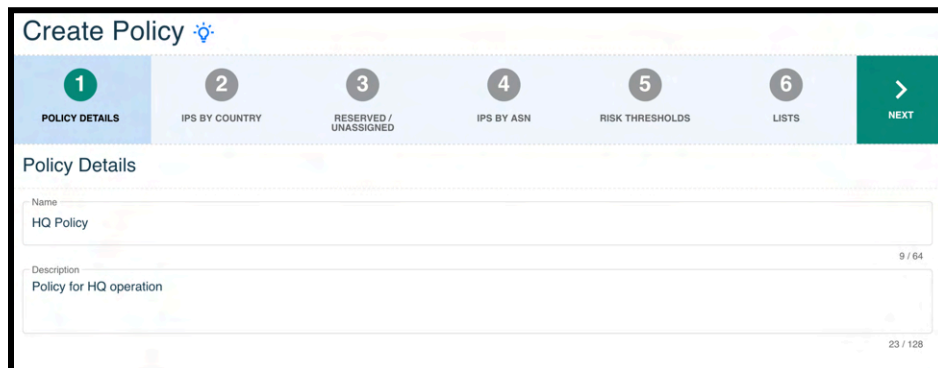 Create Policy
1
2
3
4
5
6
POLICY DETAILS
IPS BY COUNTRY
RESERVED /
UNASSIGNED
IPS BY ASN
RISK THRESHOLDS
LISTS
NEXT
Policy Details
Name
HQ Policy
9 / 64
Description
Policy for HQ operation
23 / 128